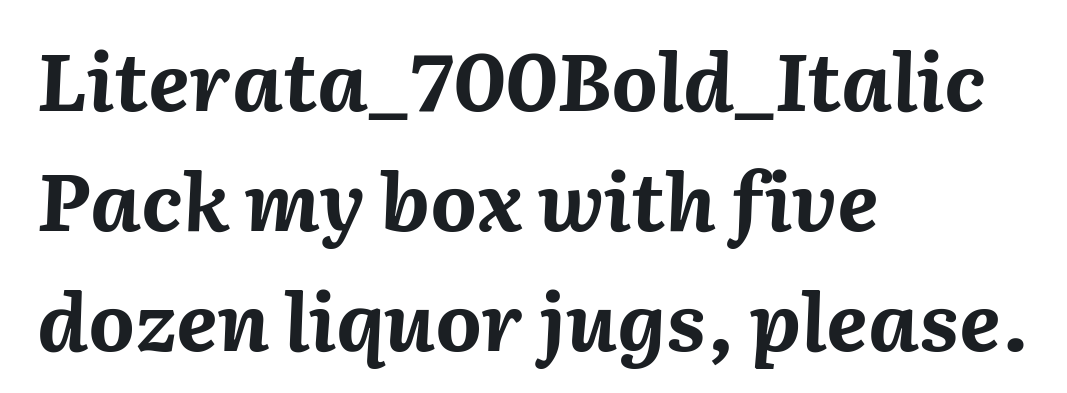 Literata_700Bold_Italic
Pack my box with five
dozen liquor jugs, please.